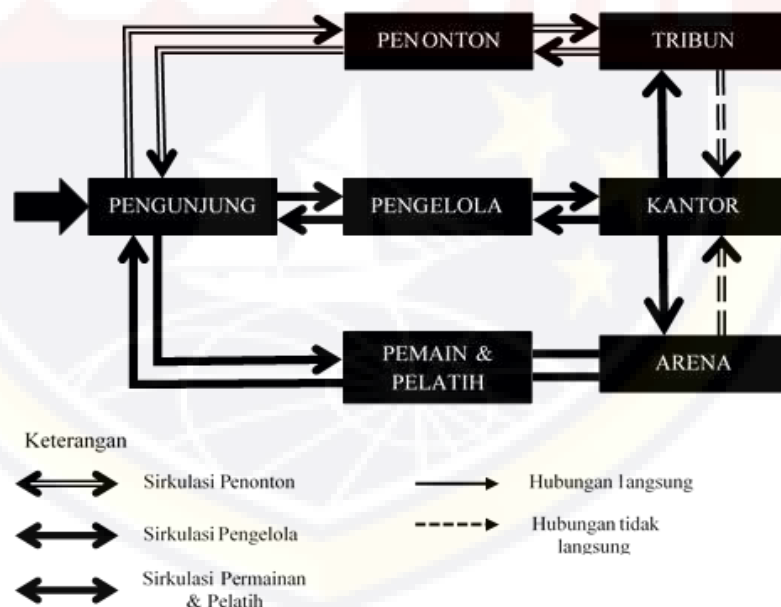 PENONTON
TRIBUN
PENGUNJUNG
PENGELOLA
KANTOR
PEMAIN &
PELATIH
ARENA
Keterangan
Sirkulasi Penonton
Hubungan langsung
Sirkulasi Pengelola
Hubungan tidak
langsung
Sirkulasi Permainan
& Pelatih